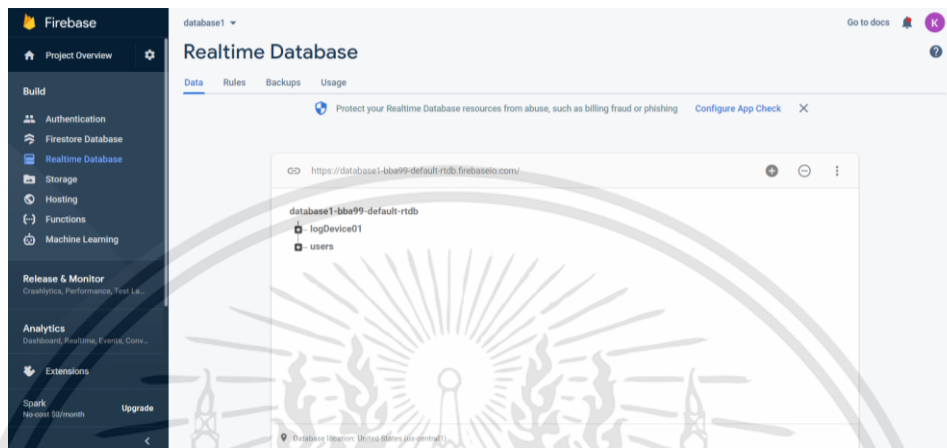 Firebase
Project Overview
Build
Authentication
Firestore Database
Realtime Database
Storage
Hosting
Functions
Machine Learning
Release & Monitor
Crashlytics, Performance, Test La...
Analytics
Dashboard, Realtime, Events, Conv...
Extensions
Spark
No-cost $0/month
Upgrade
database1
Go to docs
K
Realtime Database
Data Rules Backups Usage
Protect your Realtime Database resources from abuse, such as billing fraud or phishing Configure App Check
https://database1-bba99-default-rtdb.firebaseio.com/
database1-bba99-default-rtdb
logDevice01
users
Database location: United States (us-central1)